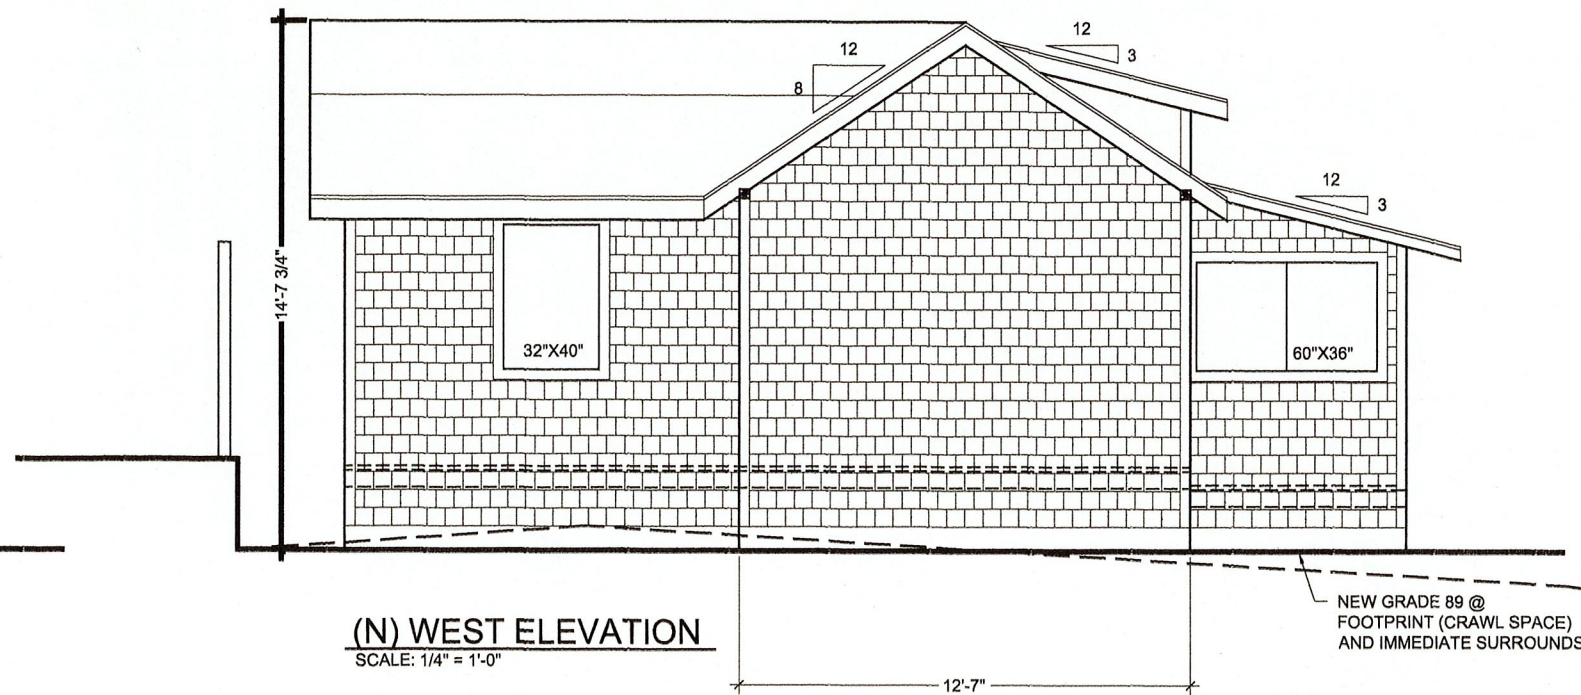 12
3
12
8
12
3
14'-7 3/4"
32"X40"
60"X36"
NEW GRADE 89 @
FOOTPRINT (CRAWL SPACE)
AND IMMEDIATE SURROUNDS
(N) WEST ELEVATION
SCALE: 1/4" = 1'-0"
12'-7"